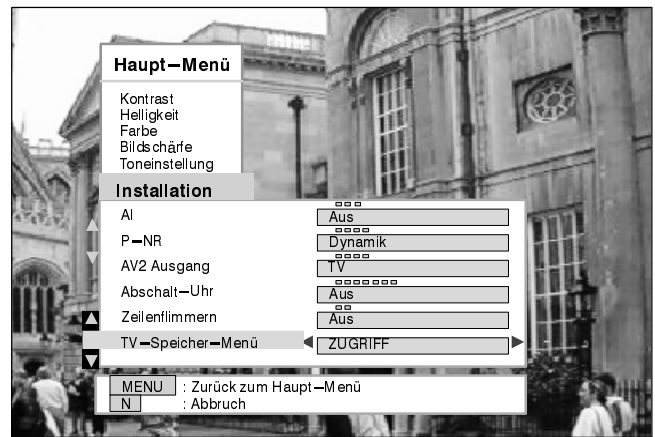 Haupt–Menü
Kontrast
Helligkeit
Farbe
Bildschärfe
Toneinstellung
Installation
AI Aus
P–NR Dynamik
AV2 Ausgang TV
Abschalt–Uhr Aus
Zeilenflimmern Aus
TV–Speicher–Menü ZUGRIFF
MENU : Zurück zum Haupt–Menü
N : Abbruch